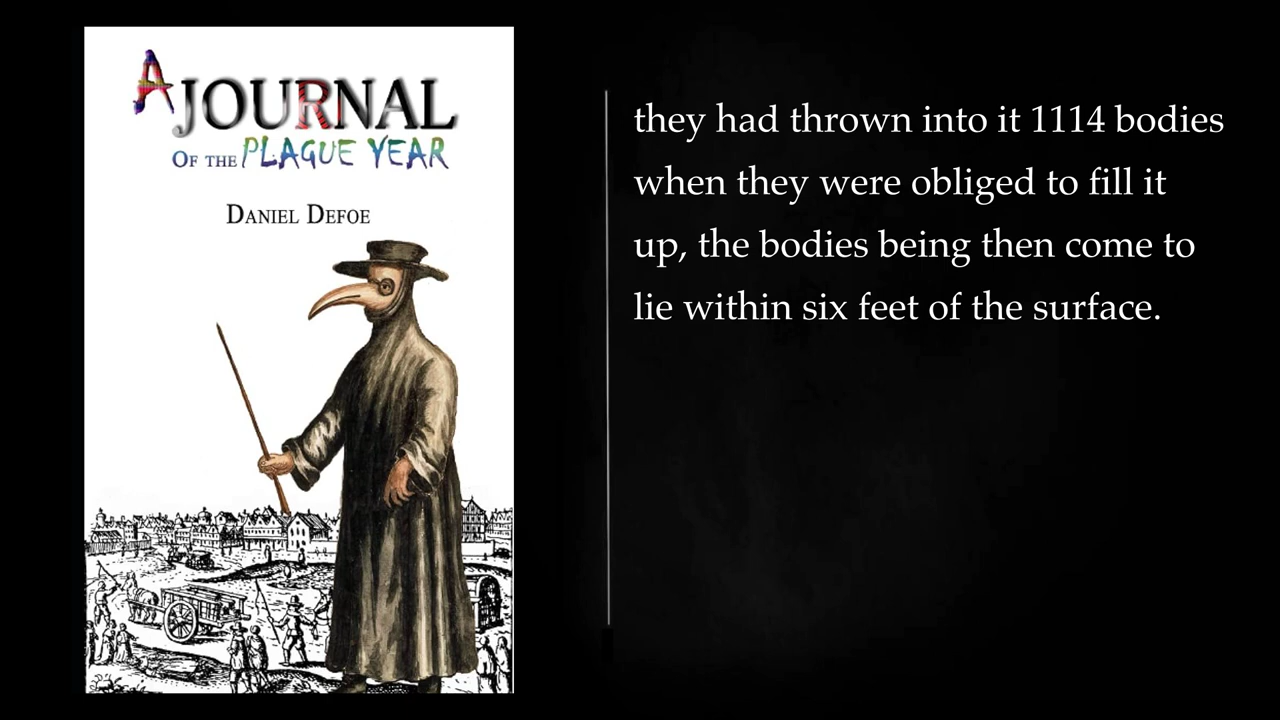 A JOURNAL
OF THE PLAGUE YEAR
DANIEL DEFOE
they had thrown into it 1114 bodies
when they were obliged to fill it
up, the bodies being then come to
lie within six feet of the surface.